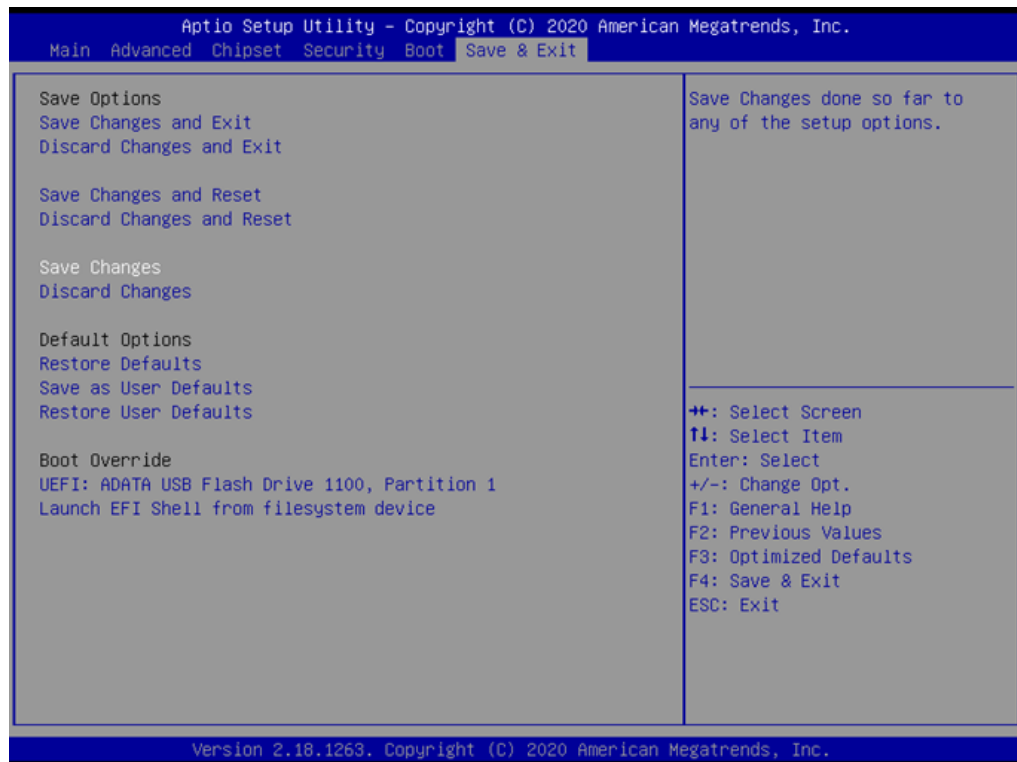 Aptio Setup Utility – Copyright (C) 2020 American Megatrends, Inc.
Main Advanced Chipset Security Boot Save & Exit
Save Options
Save Changes and Exit
Discard Changes and Exit
Save Changes and Reset
Discard Changes and Reset
Save Changes
Discard Changes
Default Options
Restore Defaults
Save as User Defaults
Restore User Defaults
Boot Override
UEFI: ADATA USB Flash Drive 1100, Partition 1
Launch EFI Shell from filesystem device
Save Changes done so far to
any of the setup options.
→←: Select Screen
↑↓: Select Item
Enter: Select
+/-: Change Opt.
F1: General Help
F2: Previous Values
F3: Optimized Defaults
F4: Save & Exit
ESC: Exit
Version 2.18.1263. Copyright (C) 2020 American Megatrends, Inc.